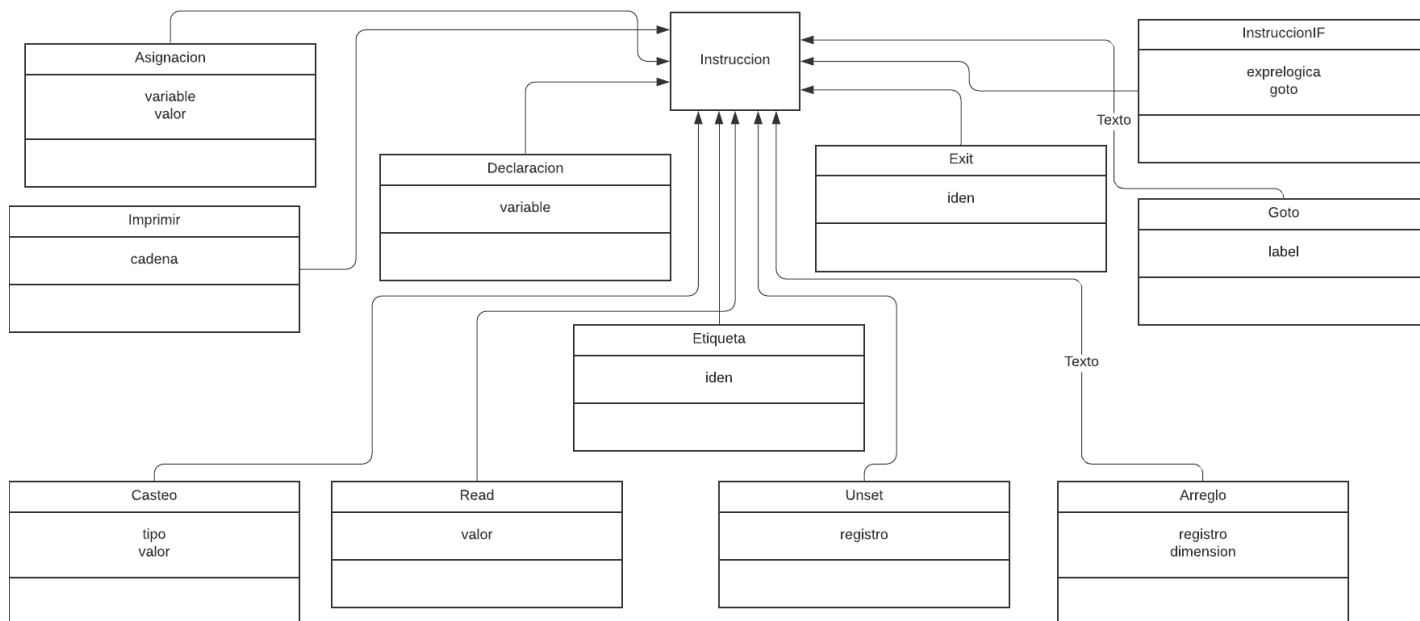 Asignacion
variable
valor
Instruccion
InstruccionIF
exprelogica
goto
Texto
Declaracion
variable
Exit
iden
Imprimir
cadena
Goto
label
Etiqueta
iden
Texto
Casteo
tipo
valor
Read
valor
Unset
registro
Arreglo
registro
dimension